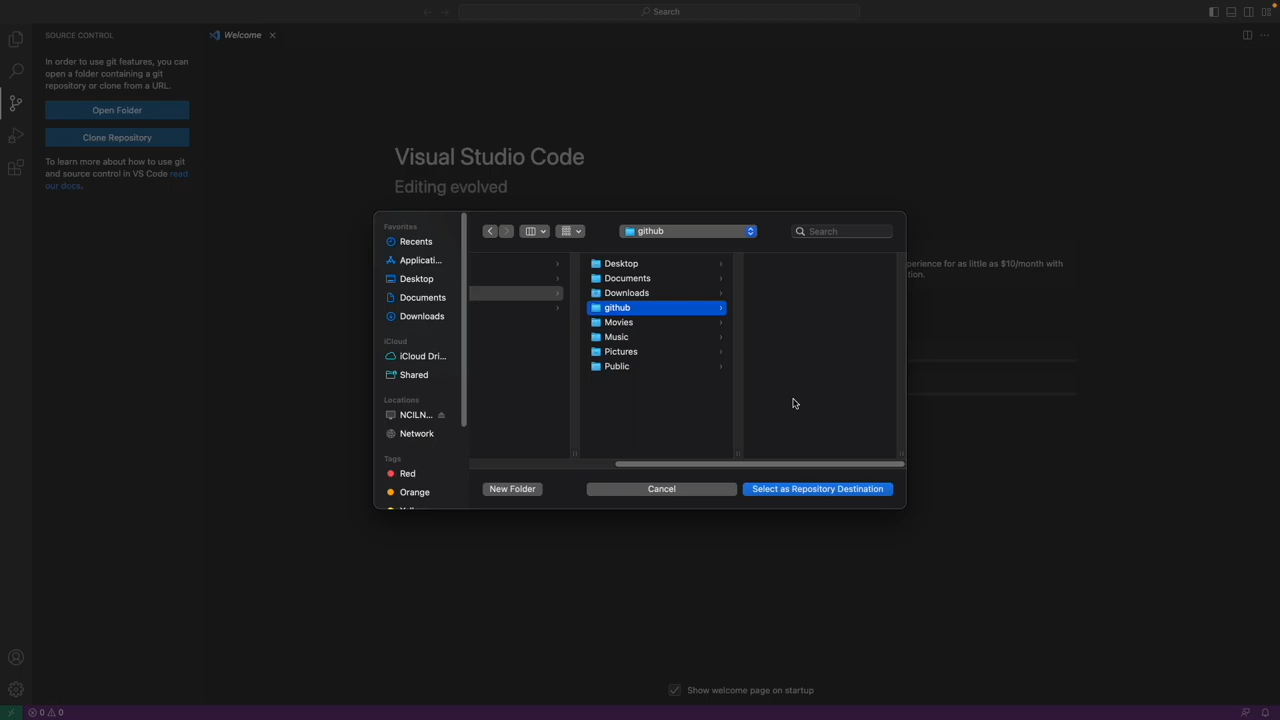 Search
SOURCE CONTROL
Welcome
In order to use git features, you can
open a folder containing a git
repository or clone from a URL.
Open Folder
Clone Repository
To learn more about how to use git
and source control in VS Code read
our docs.
Visual Studio Code
Editing evolved
perience for as little as $10/month with
tion.
Favorites
Recents
Applicati...
Desktop
Documents
Downloads
iCloud
iCloud Dri...
Shared
Locations
NCILN...
Network
Tags
Red
Orange
github
Search
Desktop
Documents
Downloads
github
Movies
Music
Pictures
Public
New Folder
Cancel
Select as Repository Destination
Show welcome page on startup
0 0